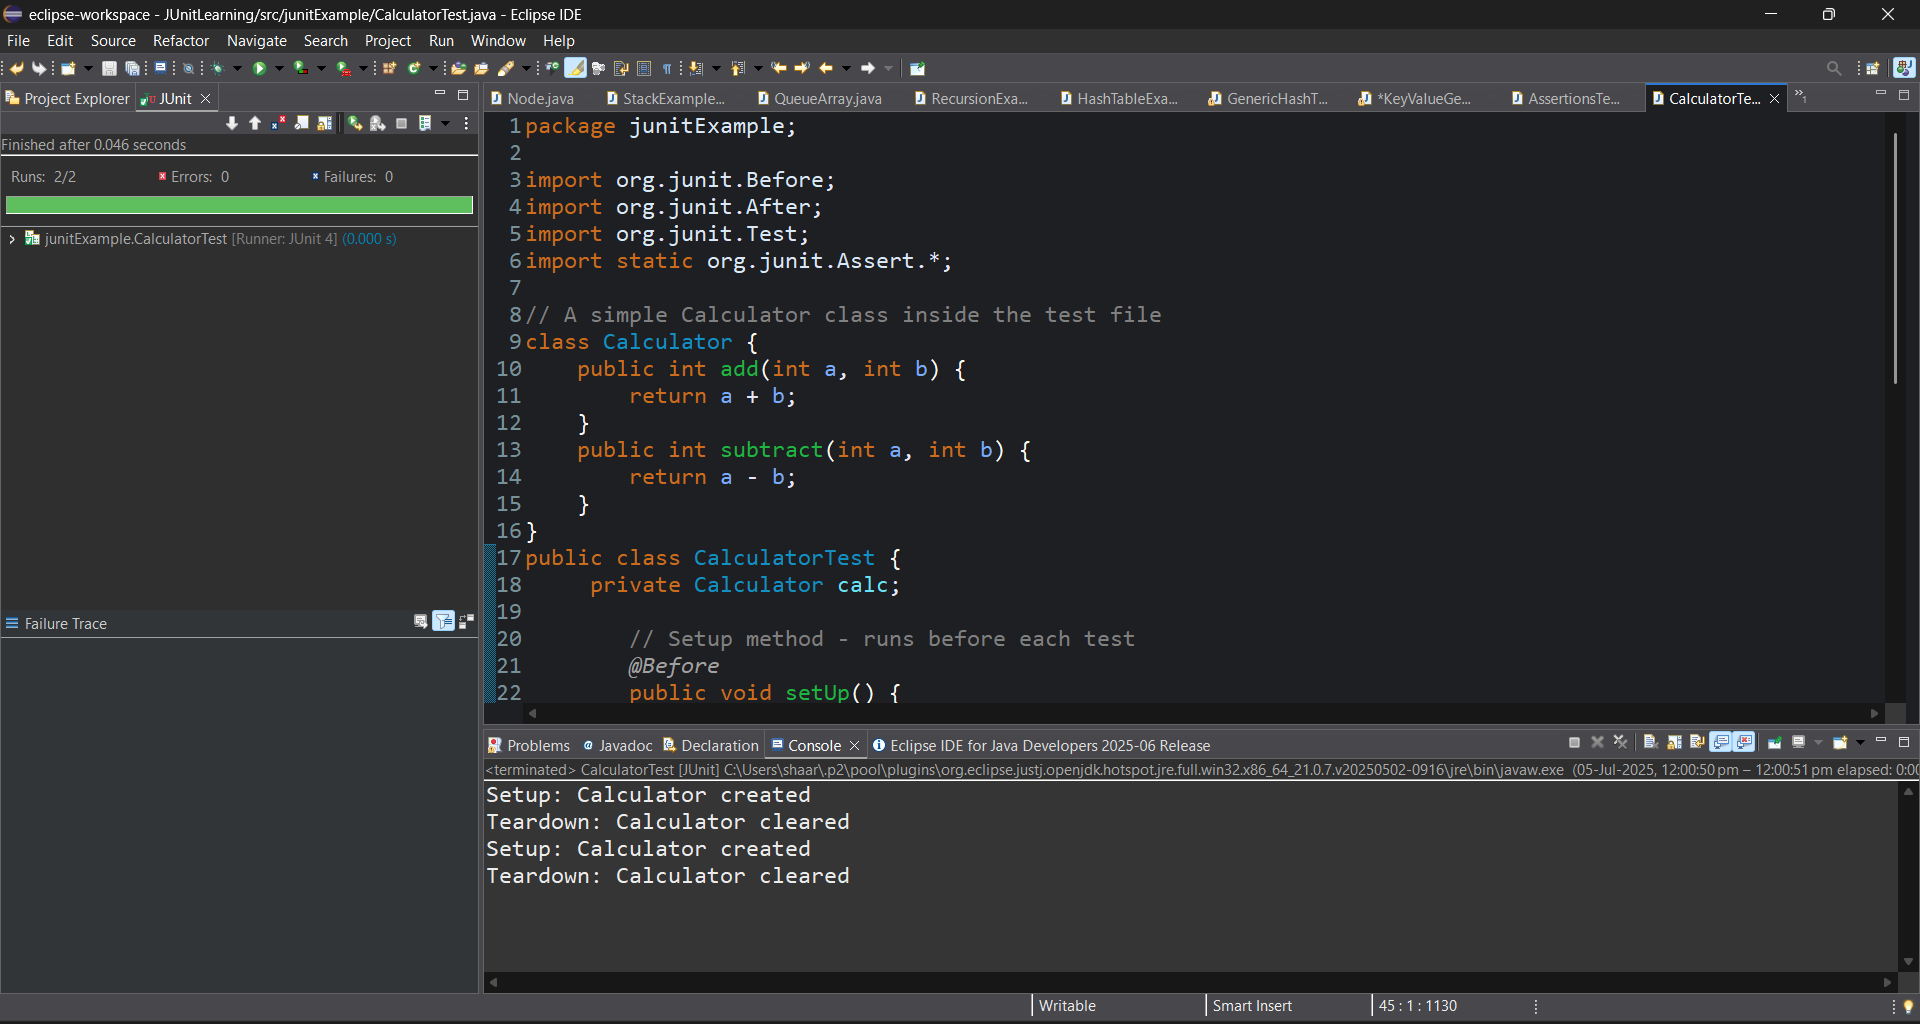 eclipse-workspace - JUnitLearning/src/junitExample/CalculatorTest.java - Eclipse IDE
File Edit Source Refactor Navigate Search Project Run Window Help
Project Explorer JUnit
Finished after 0.046 seconds
Runs: 2/2 Errors: 0 Failures: 0
junitExample.CalculatorTest [Runner: JUnit 4] (0.000 s)
Failure Trace
Node.java StackExample... QueueArray.java RecursionExa... HashTableExa... GenericHashT... *KeyValueGe... AssertionsTe... CalculatorTe... »1
1 package junitExample;
2
3 import org.junit.Before;
4 import org.junit.After;
5 import org.junit.Test;
6 import static org.junit.Assert.*;
7
8 // A simple Calculator class inside the test file
9 class Calculator {
10 public int add(int a, int b) {
11 return a + b;
12 }
13 public int subtract(int a, int b) {
14 return a - b;
15 }
16 }
17 public class CalculatorTest {
18 private Calculator calc;
19
20 // Setup method - runs before each test
21 @Before
22 public void setUp() {
Problems Javadoc Declaration Console Eclipse IDE for Java Developers 2025-06 Release
<terminated> CalculatorTest [JUnit] C:\Users\shaar\.p2\pool\plugins\org.eclipse.justj.openjdk.hotspot.jre.full.win32.x86_64_21.0.7.v20250502-0916\jre\bin\javaw.exe (05-Jul-2025, 12:00:50 pm – 12:00:51 pm elapsed: 0:00
Setup: Calculator created
Teardown: Calculator cleared
Setup: Calculator created
Teardown: Calculator cleared
Writable Smart Insert 45 : 1 : 1130